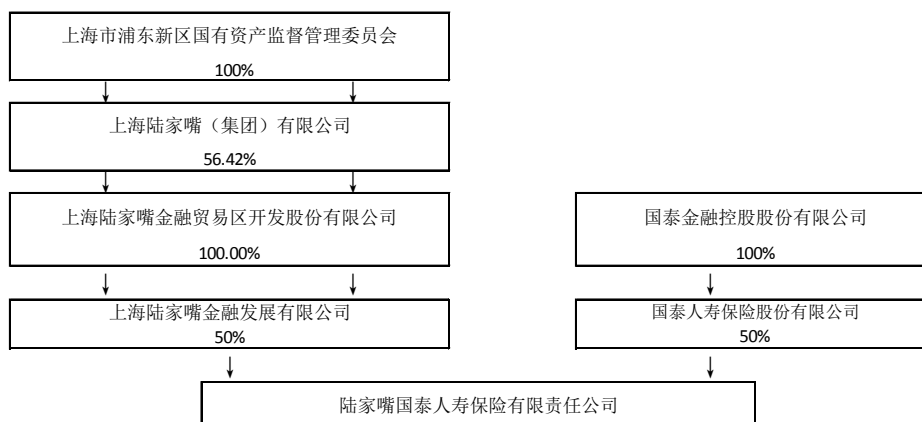 上海市浦东新区国有资产监督管理委员会
100%
上海陆家嘴（集团）有限公司
56.42%
上海陆家嘴金融贸易区开发股份有限公司
100.00%
国泰金融控股股份有限公司
100%
上海陆家嘴金融发展有限公司
50%
国泰人寿保险股份有限公司
50%
陆家嘴国泰人寿保险有限责任公司